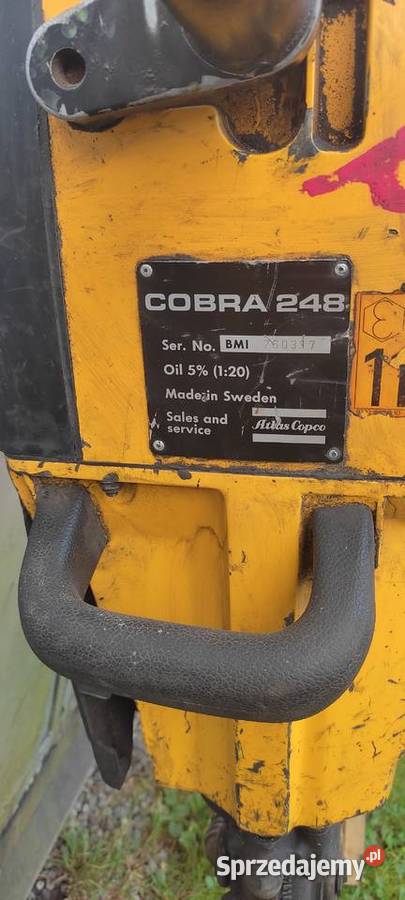 COBRA 248
Ser. No. BMI 260317
Oil 5% (1:20)
Made in Sweden
Sales and
service
Atlas Copco
Sprzedajemy.pl